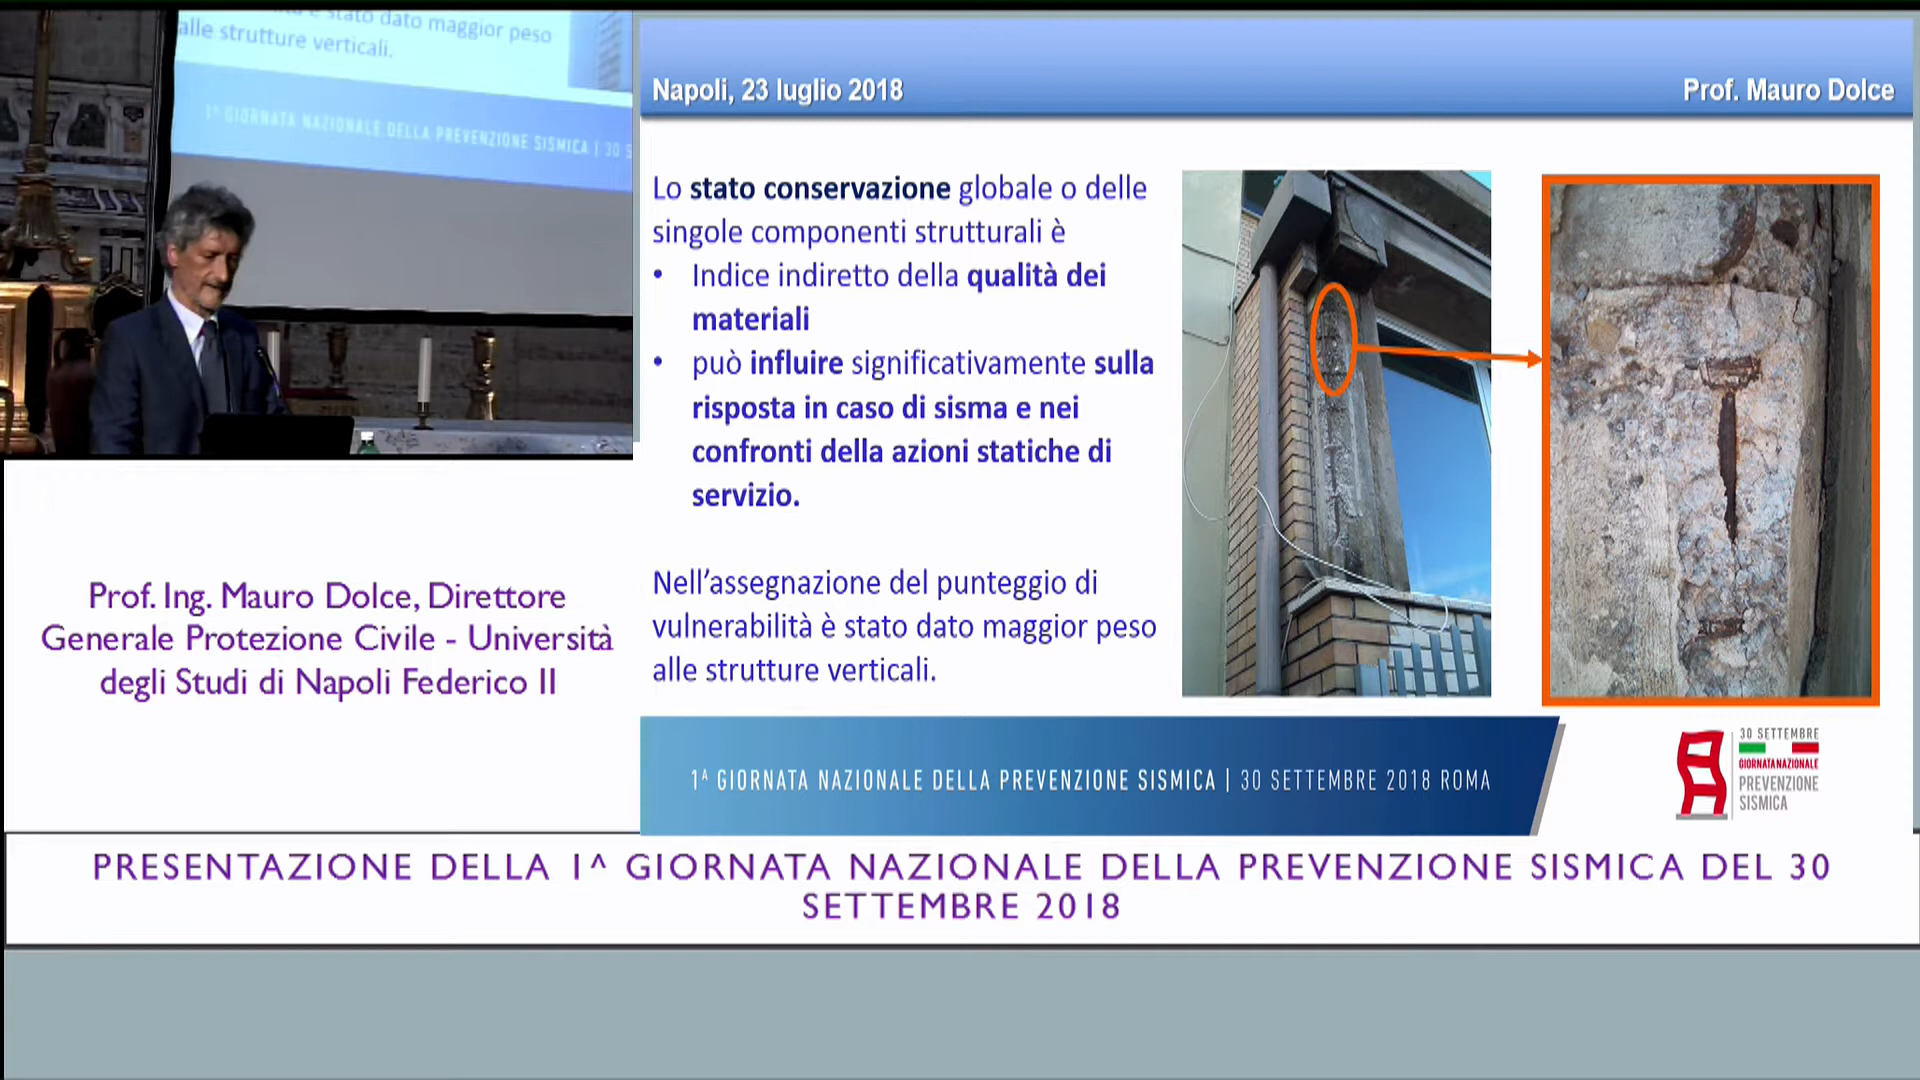 stato dato maggior peso
alle strutture verticali.
1ª GIORNATA NAZIONALE DELLA PREVENZIONE SISMICA | 30 S
Napoli, 23 luglio 2018
Prof. Mauro Dolce
Lo stato conservazione globale o delle
singole componenti strutturali è
• Indice indiretto della qualità dei
materiali
• può influire significativamente sulla
risposta in caso di sisma e nei
confronti della azioni statiche di
servizio.
Nell'assegnazione del punteggio di
vulnerabilità è stato dato maggior peso
alle strutture verticali.
Prof. Ing. Mauro Dolce, Direttore
Generale Protezione Civile - Università
degli Studi di Napoli Federico II
1ᴬ GIORNATA NAZIONALE DELLA PREVENZIONE SISMICA | 30 SETTEMBRE 2018 ROMA
30 SETTEMBRE
GIORNATA NAZIONALE
PREVENZIONE
SISMICA
PRESENTAZIONE DELLA 1^ GIORNATA NAZIONALE DELLA PREVENZIONE SISMICA DEL 30
SETTEMBRE 2018